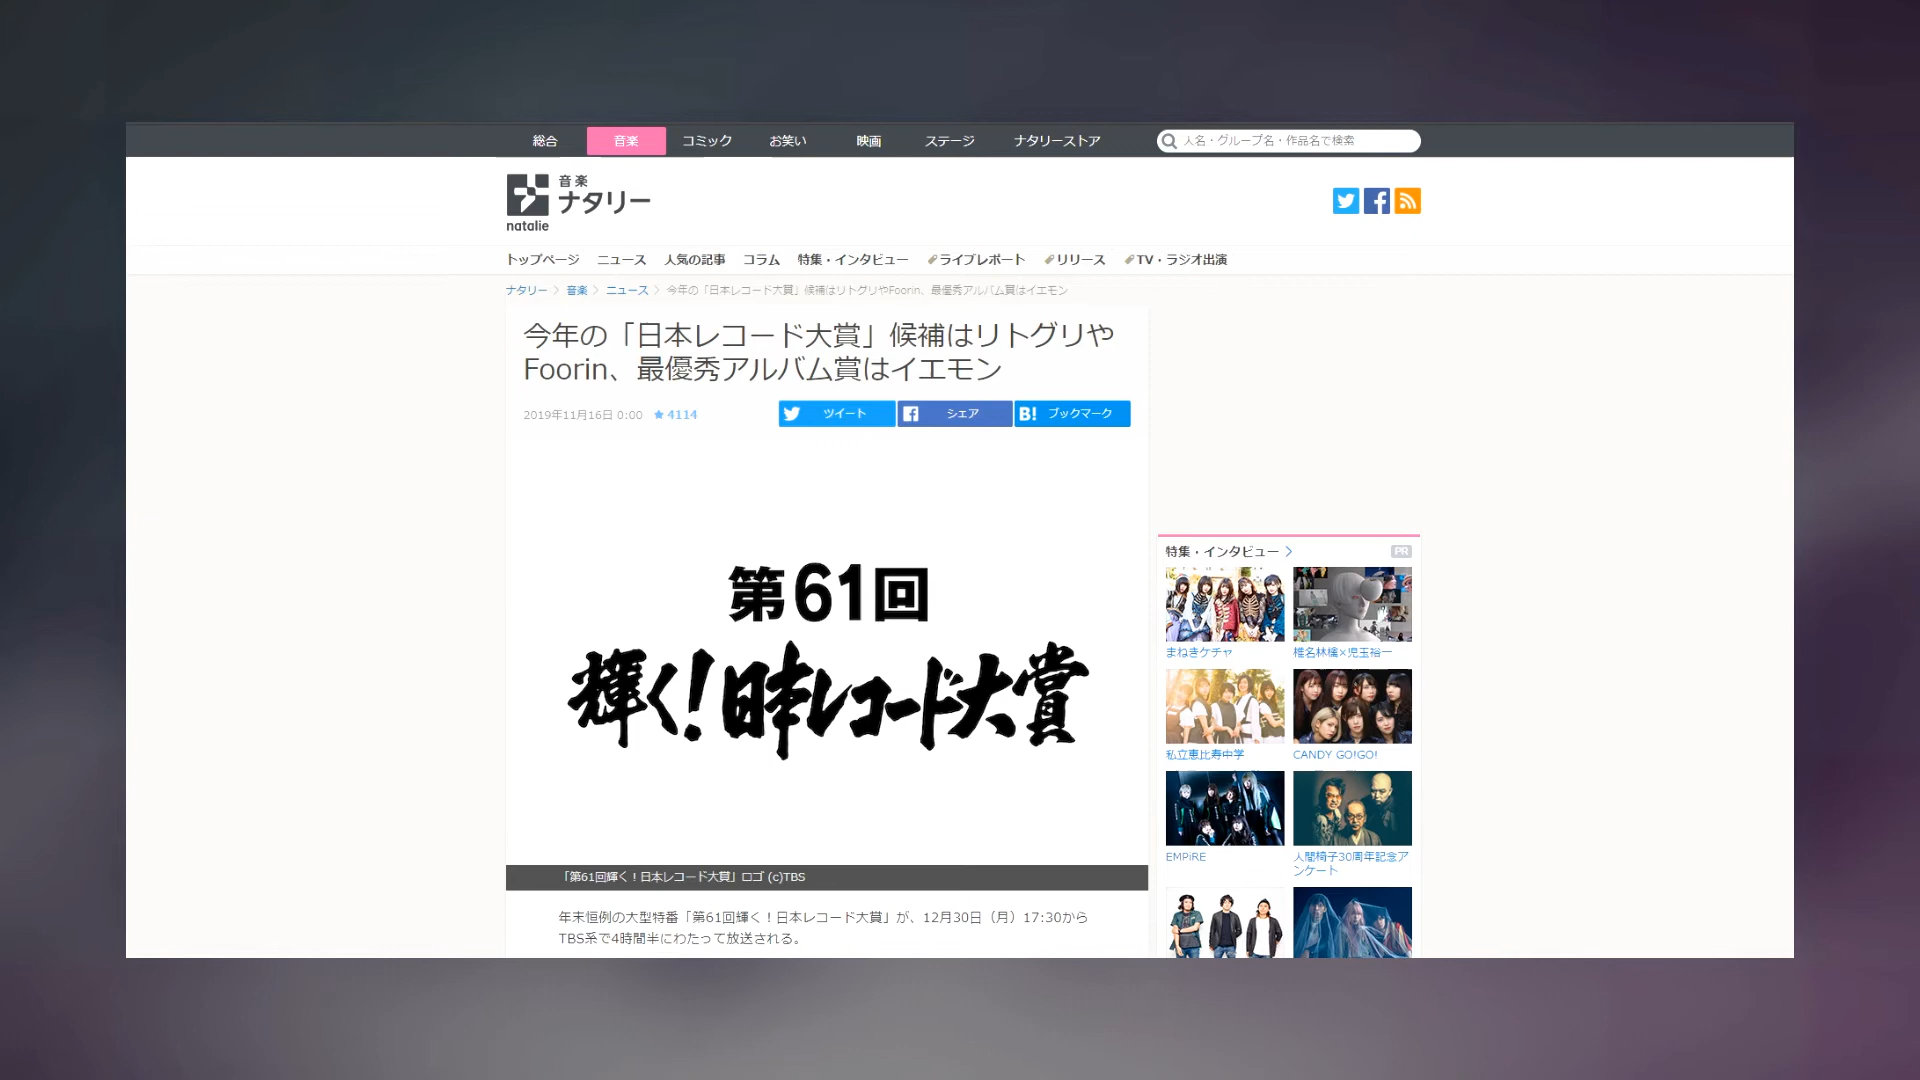 総合 音楽 コミック お笑い 映画 ステージ ナタリーストア 人名・グループ名・作品名で検索
音楽
ナタリー
natalie
トップページ ニュース 人気の記事 コラム 特集・インタビュー ライブレポート リリース TV・ラジオ出演
ナタリー > 音楽 > ニュース > 今年の「日本レコード大賞」候補はリトグリやFoorin、最優秀アルバム賞はイエモン
今年の「日本レコード大賞」候補はリトグリや
Foorin、最優秀アルバム賞はイエモン
2019年11月16日 0:00 ★ 4114 ツイート シェア B! ブックマーク
第61回
輝く!日本レコード大賞
「第61回輝く！日本レコード大賞」ロゴ (c)TBS
年末恒例の大型特番「第61回輝く！日本レコード大賞」が、12月30日（月）17:30から
TBS系で4時間半にわたって放送される。
特集・インタビュー > PR
まねきケチャ
椎名林檎×児玉裕一
私立恵比寿中学
CANDY GO!GO!
EMPiRE
人間椅子30周年記念ア
ンケート